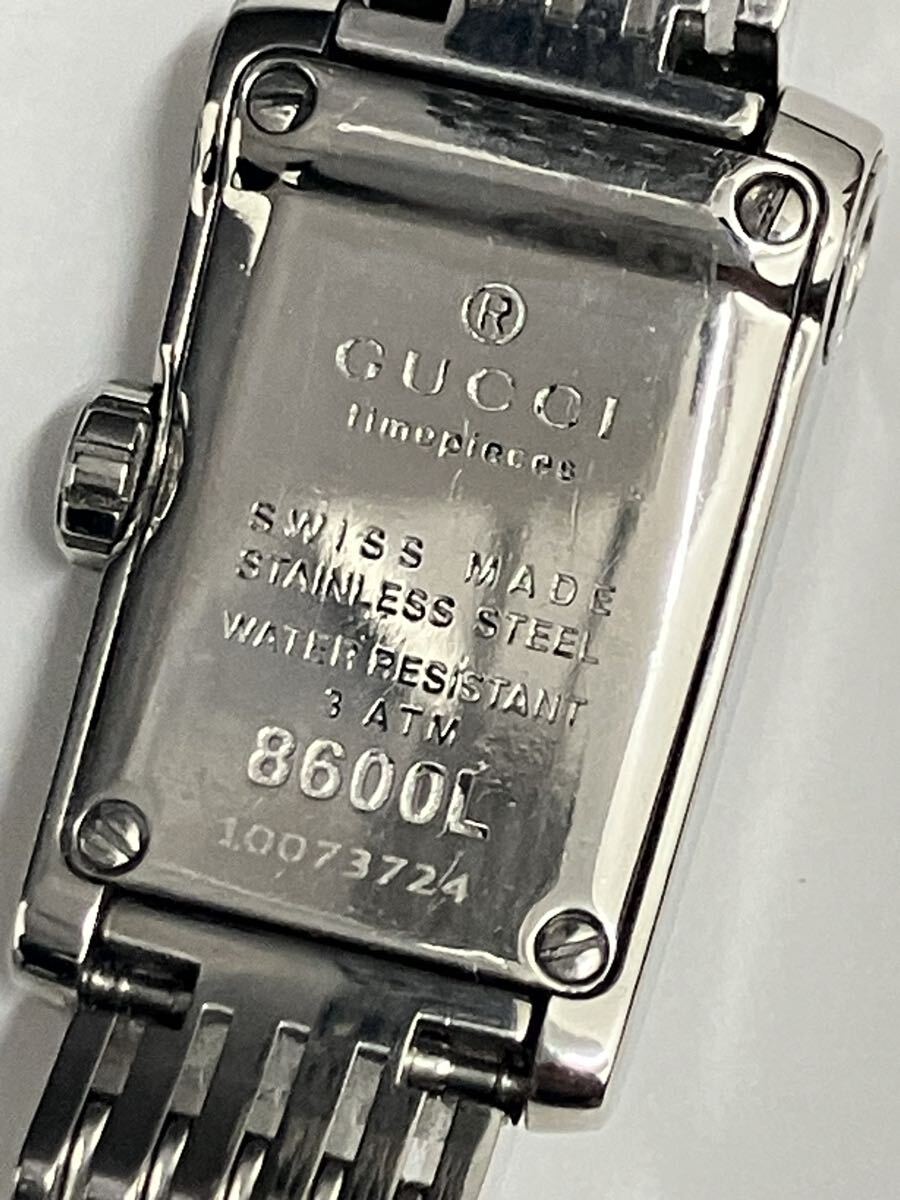 ®
GUCCI
timepieces
SWISS MADE
STAINLESS STEEL
WATER RESISTANT
3 ATM
8600L
10073724